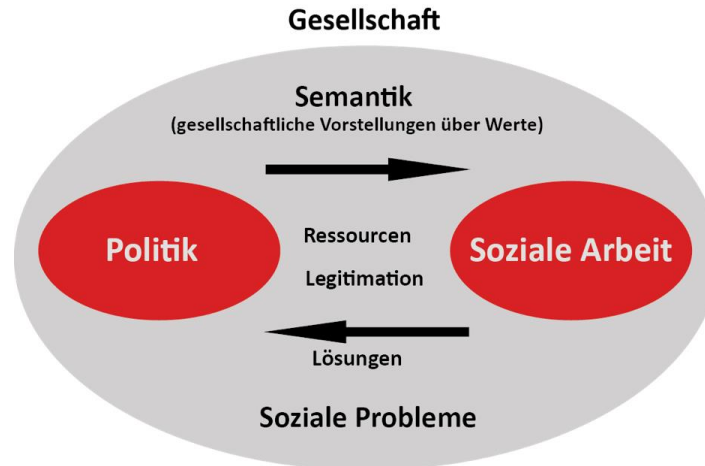 Gesellschaft
Semantik
(gesellschaftliche Vorstellungen über Werte)
Politik
Ressourcen
Legitimation
Soziale Arbeit
Lösungen
Soziale Probleme